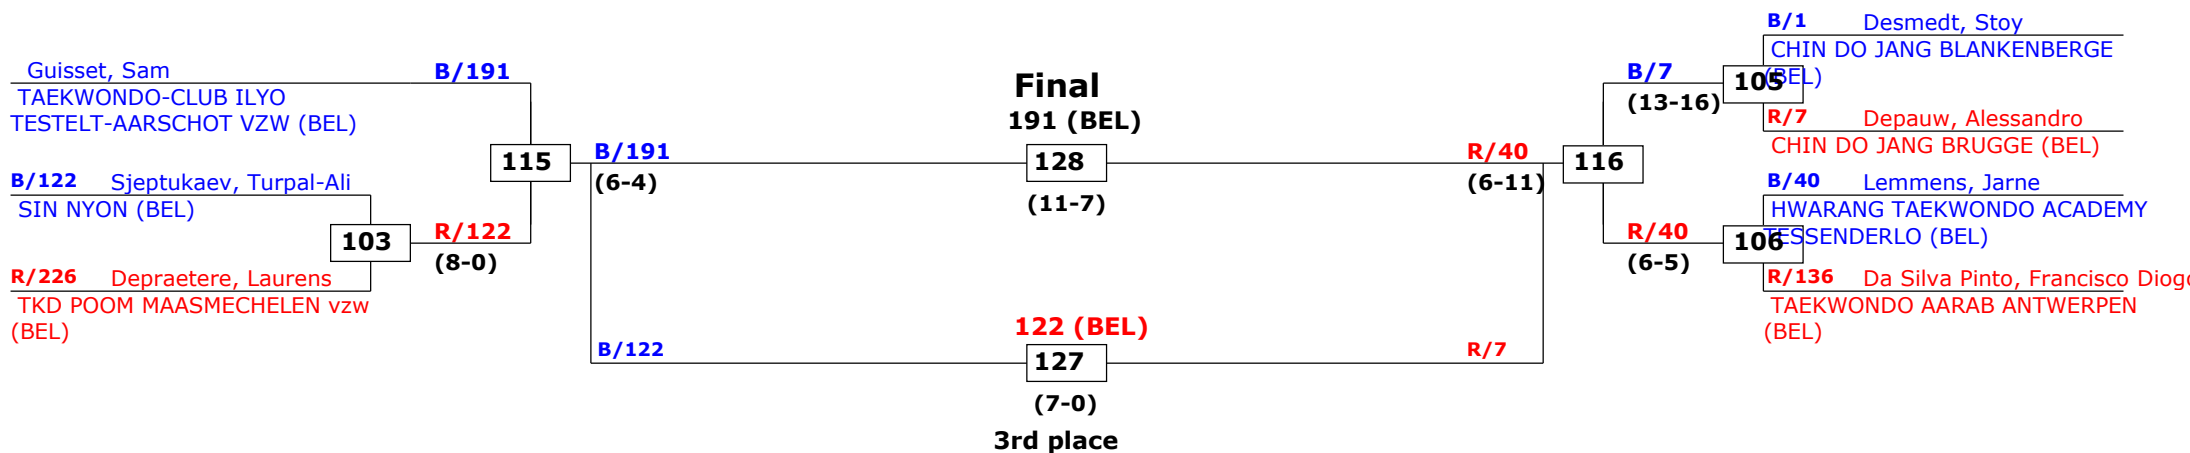 Guisset, Sam
TAEKWONDO-CLUB ILYO
TESTELT-AARSCHOT VZW (BEL)
B/191
B/122 Sjeptukaev, Turpal-Ali
SIN NYON (BEL)
103
R/122
(8-0)
R/226 Depraetere, Laurens
TKD POOM MAASMECHELEN vzw
(BEL)
115
B/191
(6-4)
B/122
Final
191 (BEL)
128
(11-7)
122 (BEL)
127
(7-0)
3rd place
R/40
(6-11)
R/7
116
B/7
(13-16)
R/40
(6-5)
B/1 Desmedt, Stoy
CHIN DO JANG BLANKENBERGE
(BEL)
105
R/7 Depauw, Alessandro
CHIN DO JANG BRUGGE (BEL)
B/40 Lemmens, Jarne
HWARANG TAEKWONDO ACADEMY
TESSENDERLO (BEL)
106
R/136 Da Silva Pinto, Francisco Diogo
TAEKWONDO AARAB ANTWERPEN
(BEL)